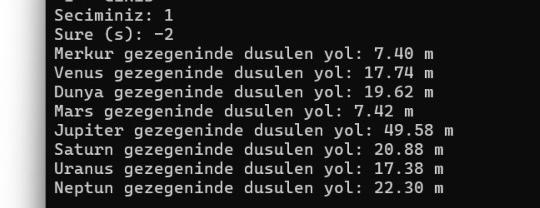 Seciminiz: 1
Sure (s): -2
Merkur gezegeninde dusulen yol: 7.40 m
Venus gezegeninde dusulen yol: 17.74 m
Dunya gezegeninde dusulen yol: 19.62 m
Mars gezegeninde dusulen yol: 7.42 m
Jupiter gezegeninde dusulen yol: 49.58 m
Saturn gezegeninde dusulen yol: 20.88 m
Uranus gezegeninde dusulen yol: 17.38 m
Neptun gezegeninde dusulen yol: 22.30 m